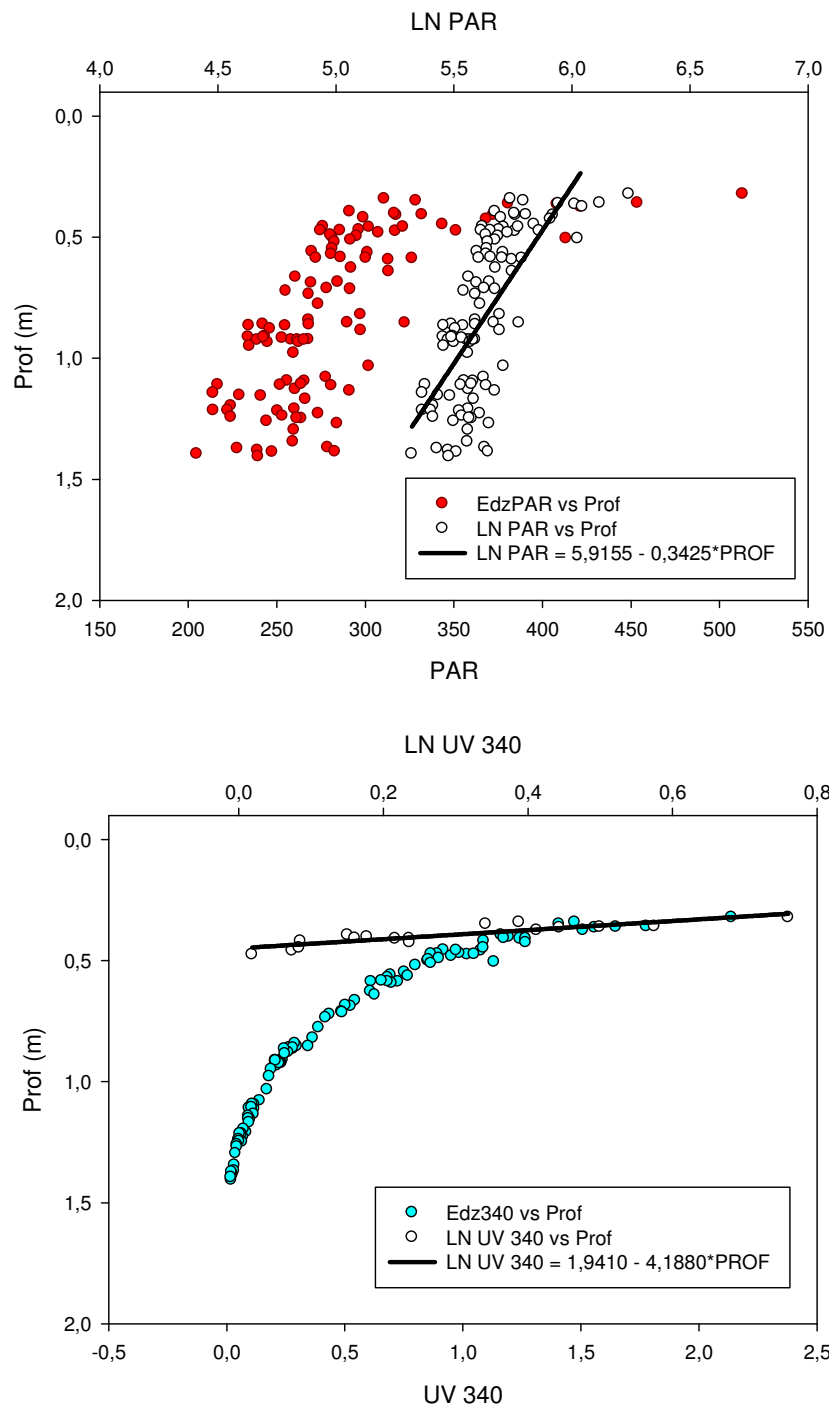 LN PAR
4,0 4,5 5,0 5,5 6,0 6,5 7,0
0,0
0,5
1,0
1,5
2,0
Prof (m)
EdzPAR vs Prof
LN PAR vs Prof
LN PAR = 5,9155 - 0,3425*PROF
150 200 250 300 350 400 450 500 550
PAR
LN UV 340
0,0 0,2 0,4 0,6 0,8
0,0
0,5
1,0
1,5
2,0
Prof (m)
Edz340 vs Prof
LN UV 340 vs Prof
LN UV 340 = 1,9410 - 4,1880*PROF
-0,5 0,0 0,5 1,0 1,5 2,0 2,5
UV 340